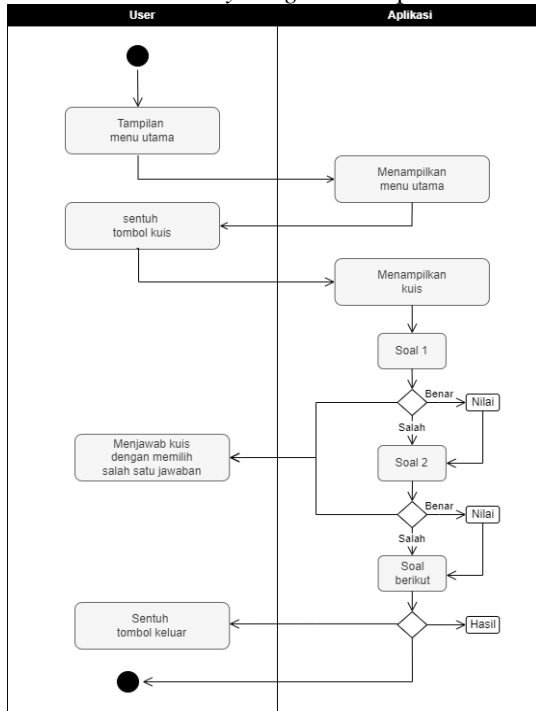 User
Aplikasi
Tampilan
menu utama
Menampilkan
menu utama
sentuh
tombol kuis
Menampilkan
kuis
Soal 1
Benar
Nilai
Salah
Menjawab kuis
dengan memilih
salah satu jawaban
Soal 2
Benar
Nilai
Salah
Soal
berikut
Sentuh
tombol keluar
Hasil